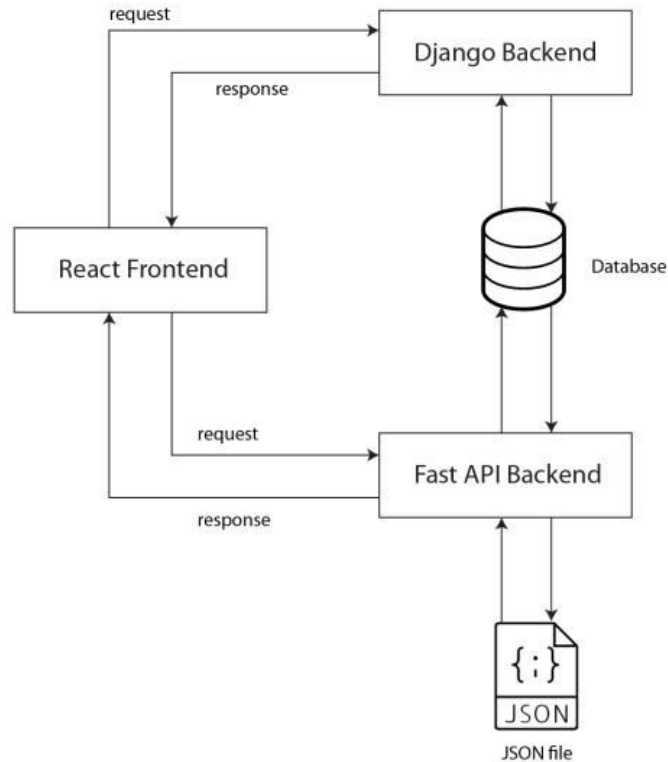 request
Django Backend
response
React Frontend
Database
request
Fast API Backend
response
{;}
JSON
JSON file